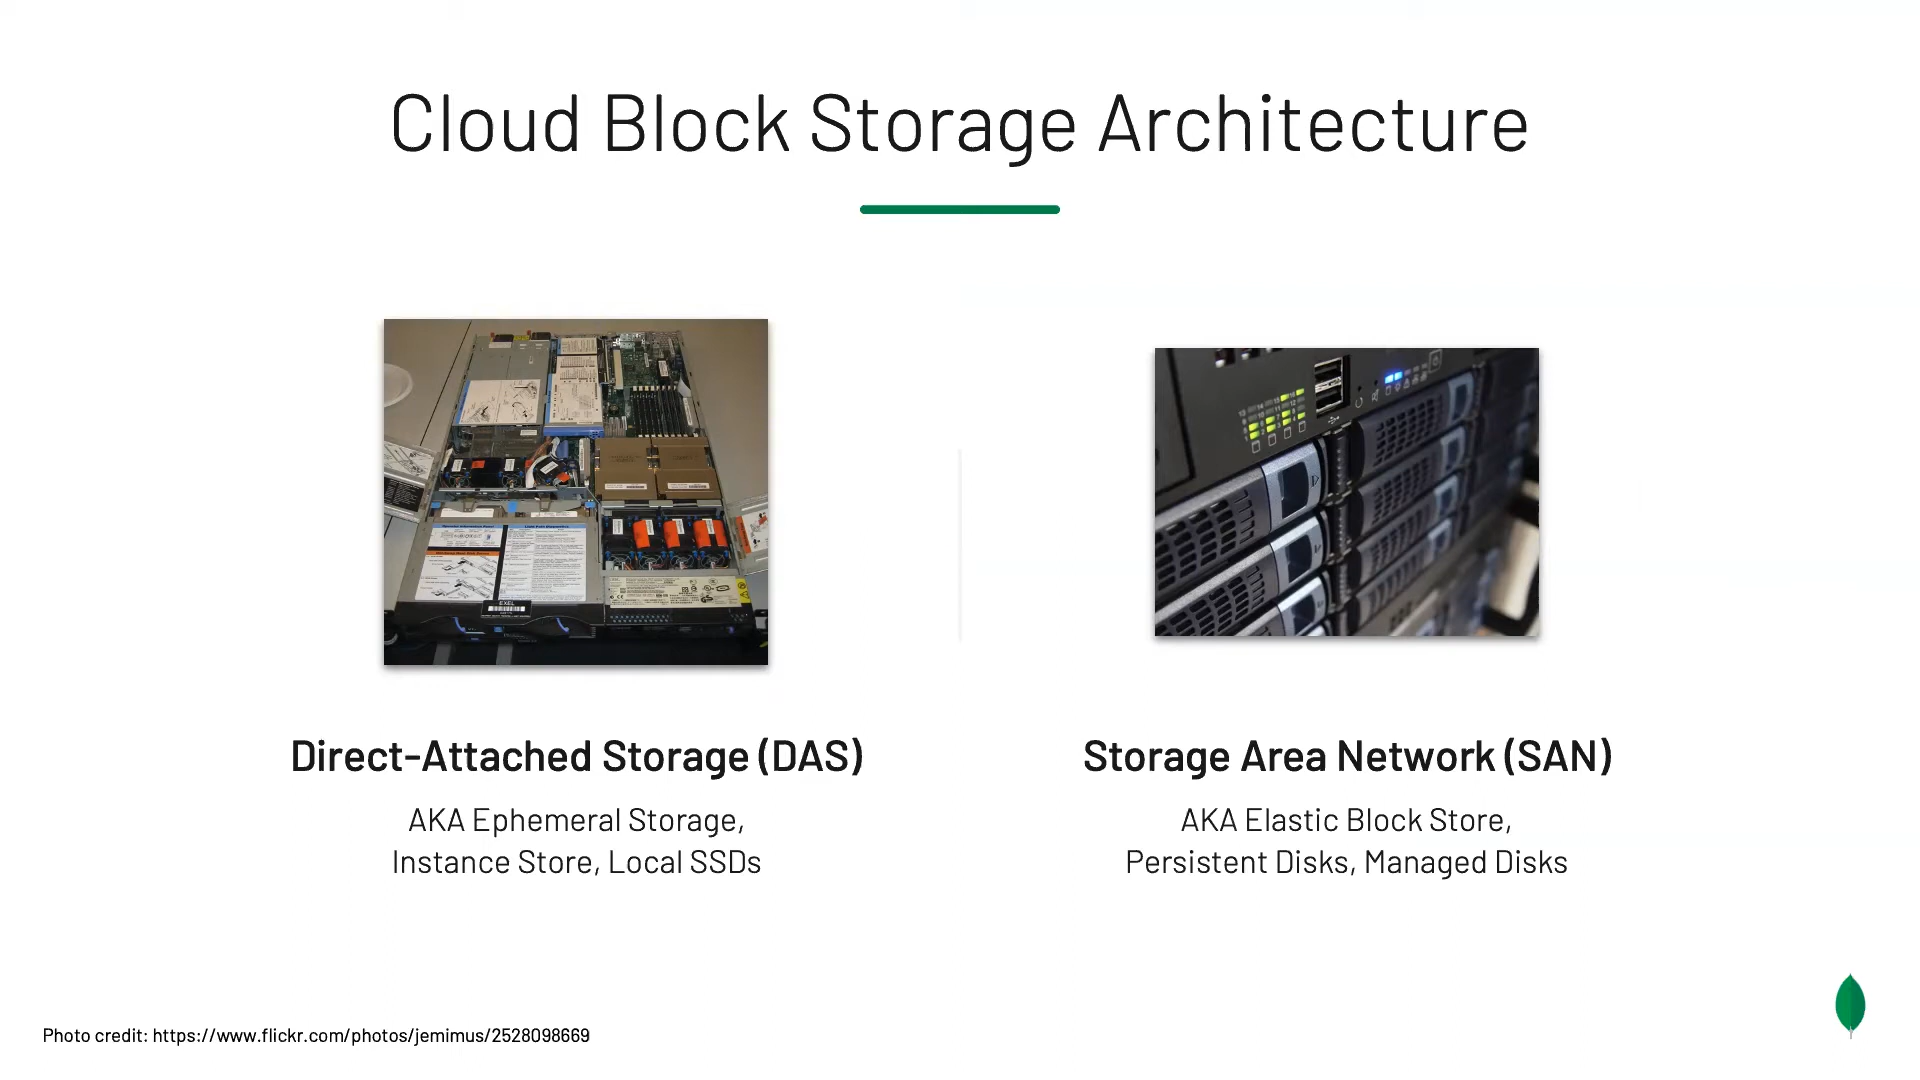 Cloud Block Storage Architecture
EXEL
Direct-Attached Storage (DAS)
AKA Ephemeral Storage,
Instance Store, Local SSDs
Storage Area Network (SAN)
AKA Elastic Block Store,
Persistent Disks, Managed Disks
Photo credit: https://www.flickr.com/photos/jemimus/2528098669